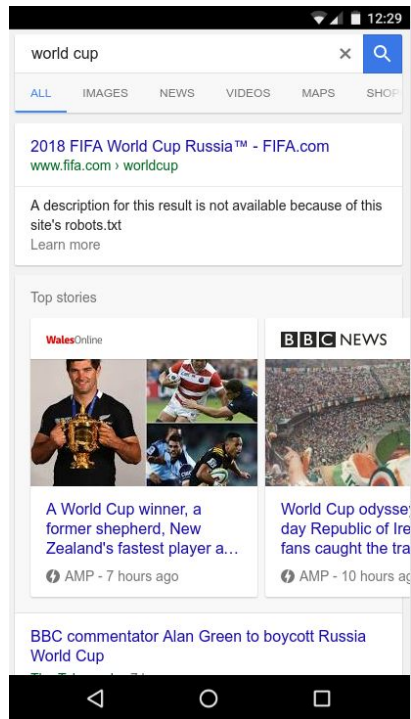 12:29
world cup
ALL IMAGES NEWS VIDEOS MAPS SHOP
2018 FIFA World Cup Russia™ - FIFA.com
www.fifa.com › worldcup
A description for this result is not available because of this
site's robots.txt
Learn more
Top stories
WalesOnline
A World Cup winner, a
former shepherd, New
Zealand's fastest player a…
AMP - 7 hours ago
BBC NEWS
World Cup odyssey
day Republic of Ire
fans caught the tra
AMP - 10 hours ag
BBC commentator Alan Green to boycott Russia
World Cup